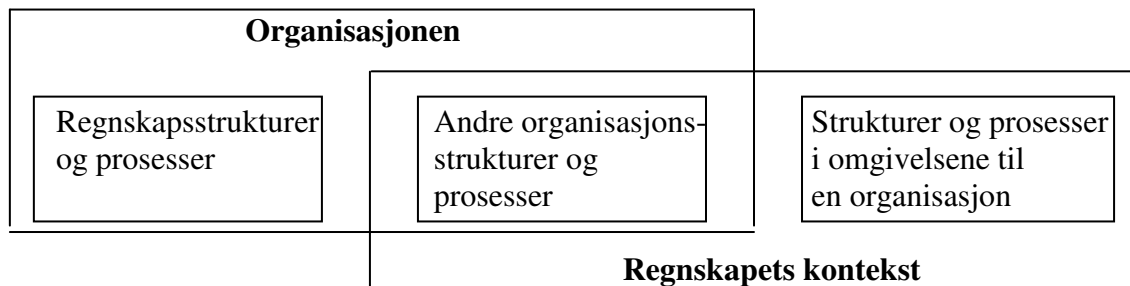 Organisasjonen
Regnskapsstrukturer
og prosesser
Andre organisasjons-
strukturer og
prosesser
Strukturer og prosesser
i omgivelsene til
en organisasjon
Regnskapets kontekst